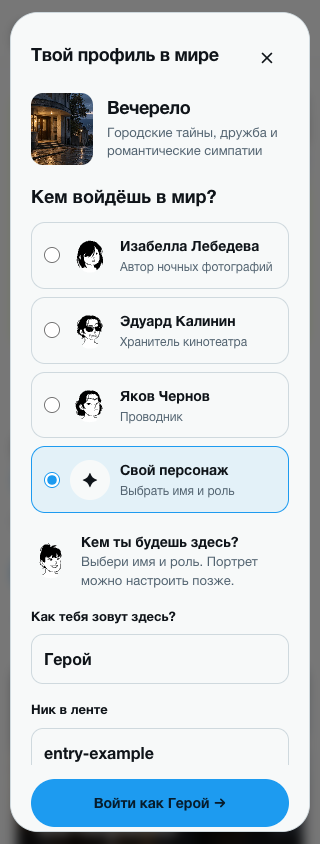 Твой профиль в мире
Вечерело
Городские тайны, дружба и
романтические симпатии
Кем войдёшь в мир?
Изабелла Лебедева
Автор ночных фотографий
Эдуард Калинин
Хранитель кинотеатра
Яков Чернов
Проводник
Свой персонаж
Выбрать имя и роль
Кем ты будешь здесь?
Выбери имя и роль. Портрет
можно настроить позже.
Как тебя зовут здесь?
Герой
Ник в ленте
entry-example
Войти как Герой →